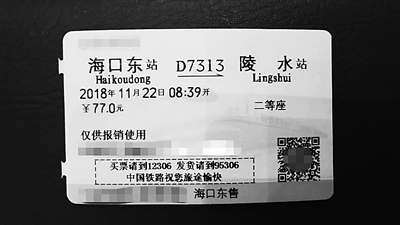 海口东站 D7313 陵水站
Haikoudong Lingshui
2018年11月22日08:39开
￥77.0元 二等座
仅供报销使用
买票请到12306 发货请到95306
中国铁路祝您旅途愉快
海口东售